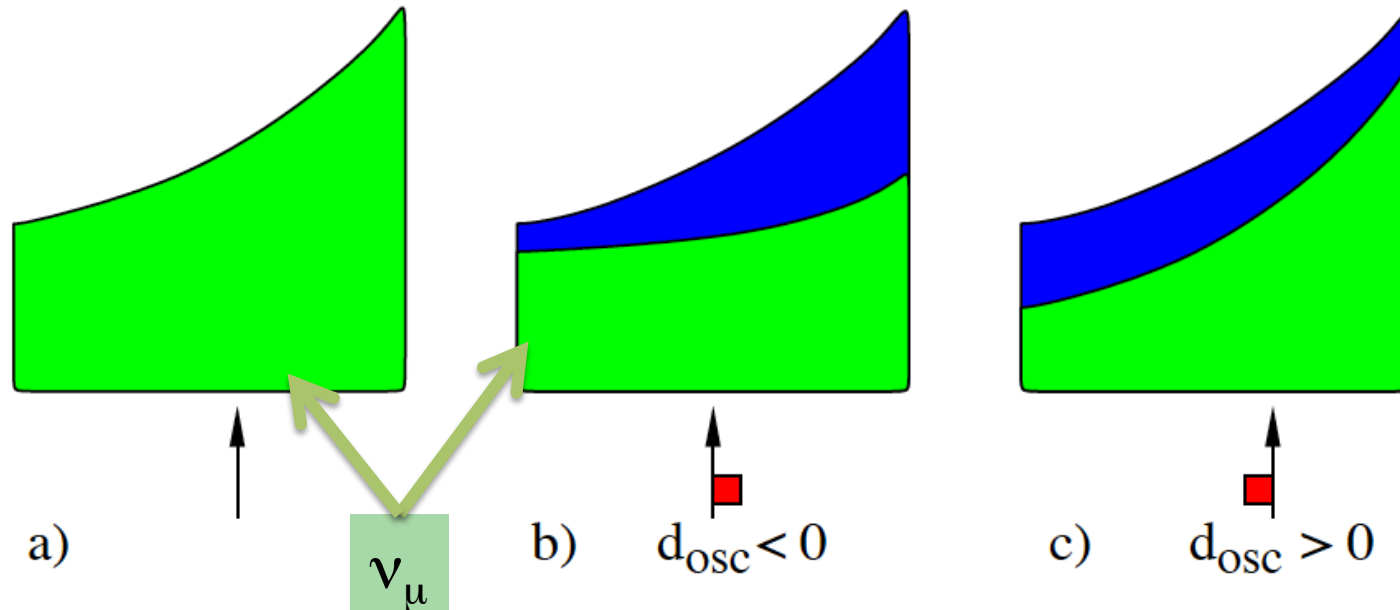 a)
ν_μ
b) d_osc < 0
c) d_osc > 0